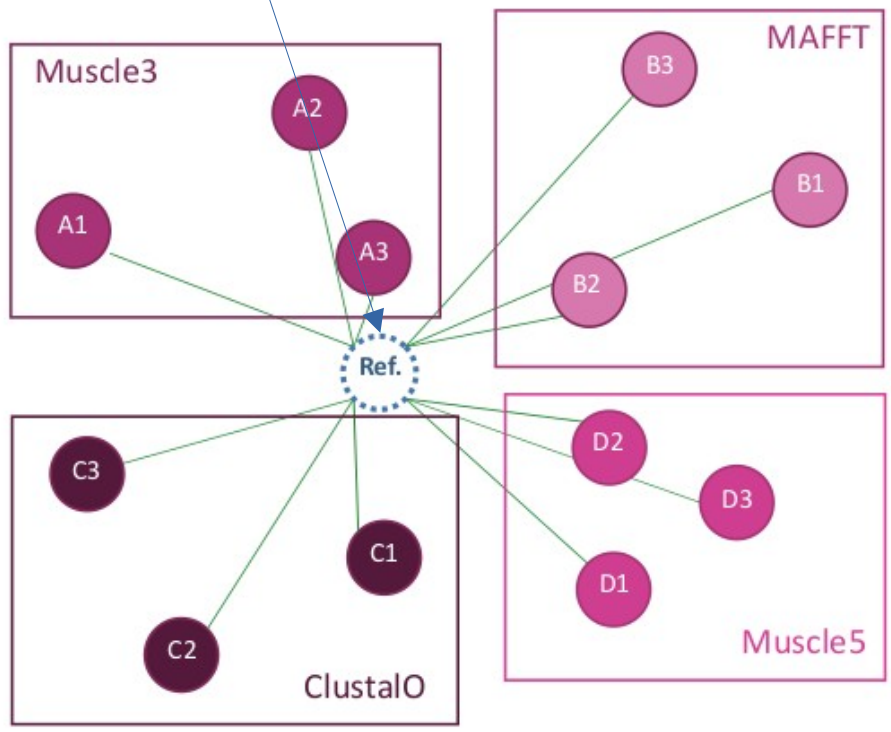 Muscle3
A2
A1
A3
MAFFT
B3
B1
B2
Ref.
C3
C1
C2
ClustalO
D2
D3
D1
Muscle5